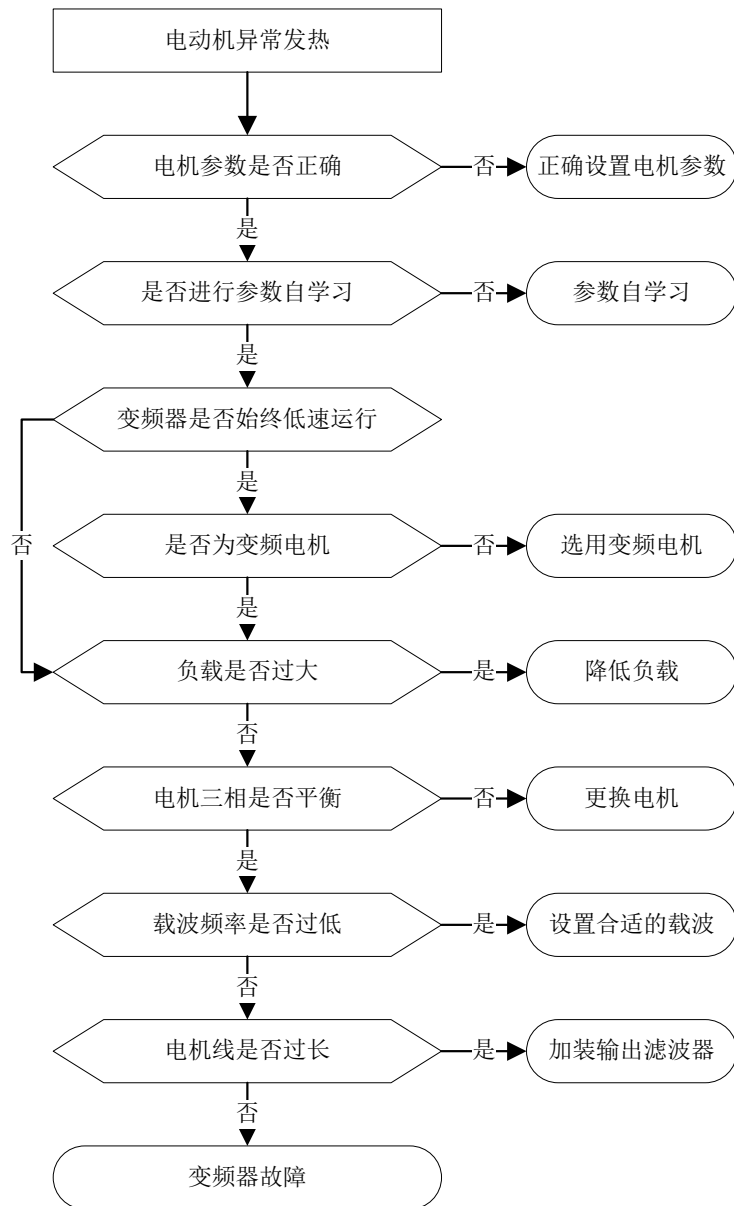 电动机异常发热
电机参数是否正确
否
正确设置电机参数
是
是否进行参数自学习
否
参数自学习
是
变频器是否始终低速运行
是
否
是否为变频电机
否
选用变频电机
是
负载是否过大
是
降低负载
否
电机三相是否平衡
否
更换电机
是
载波频率是否过低
是
设置合适的载波
否
电机线是否过长
是
加装输出滤波器
否
变频器故障